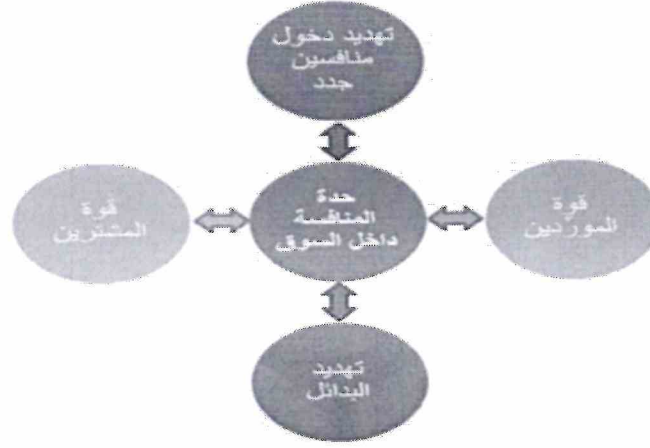 تهديد دخول
منافسين
جدد
قوة
الموردين
حدة
المنافسة
داخل السوق
قوة
المشترين
تهديد
البدائل